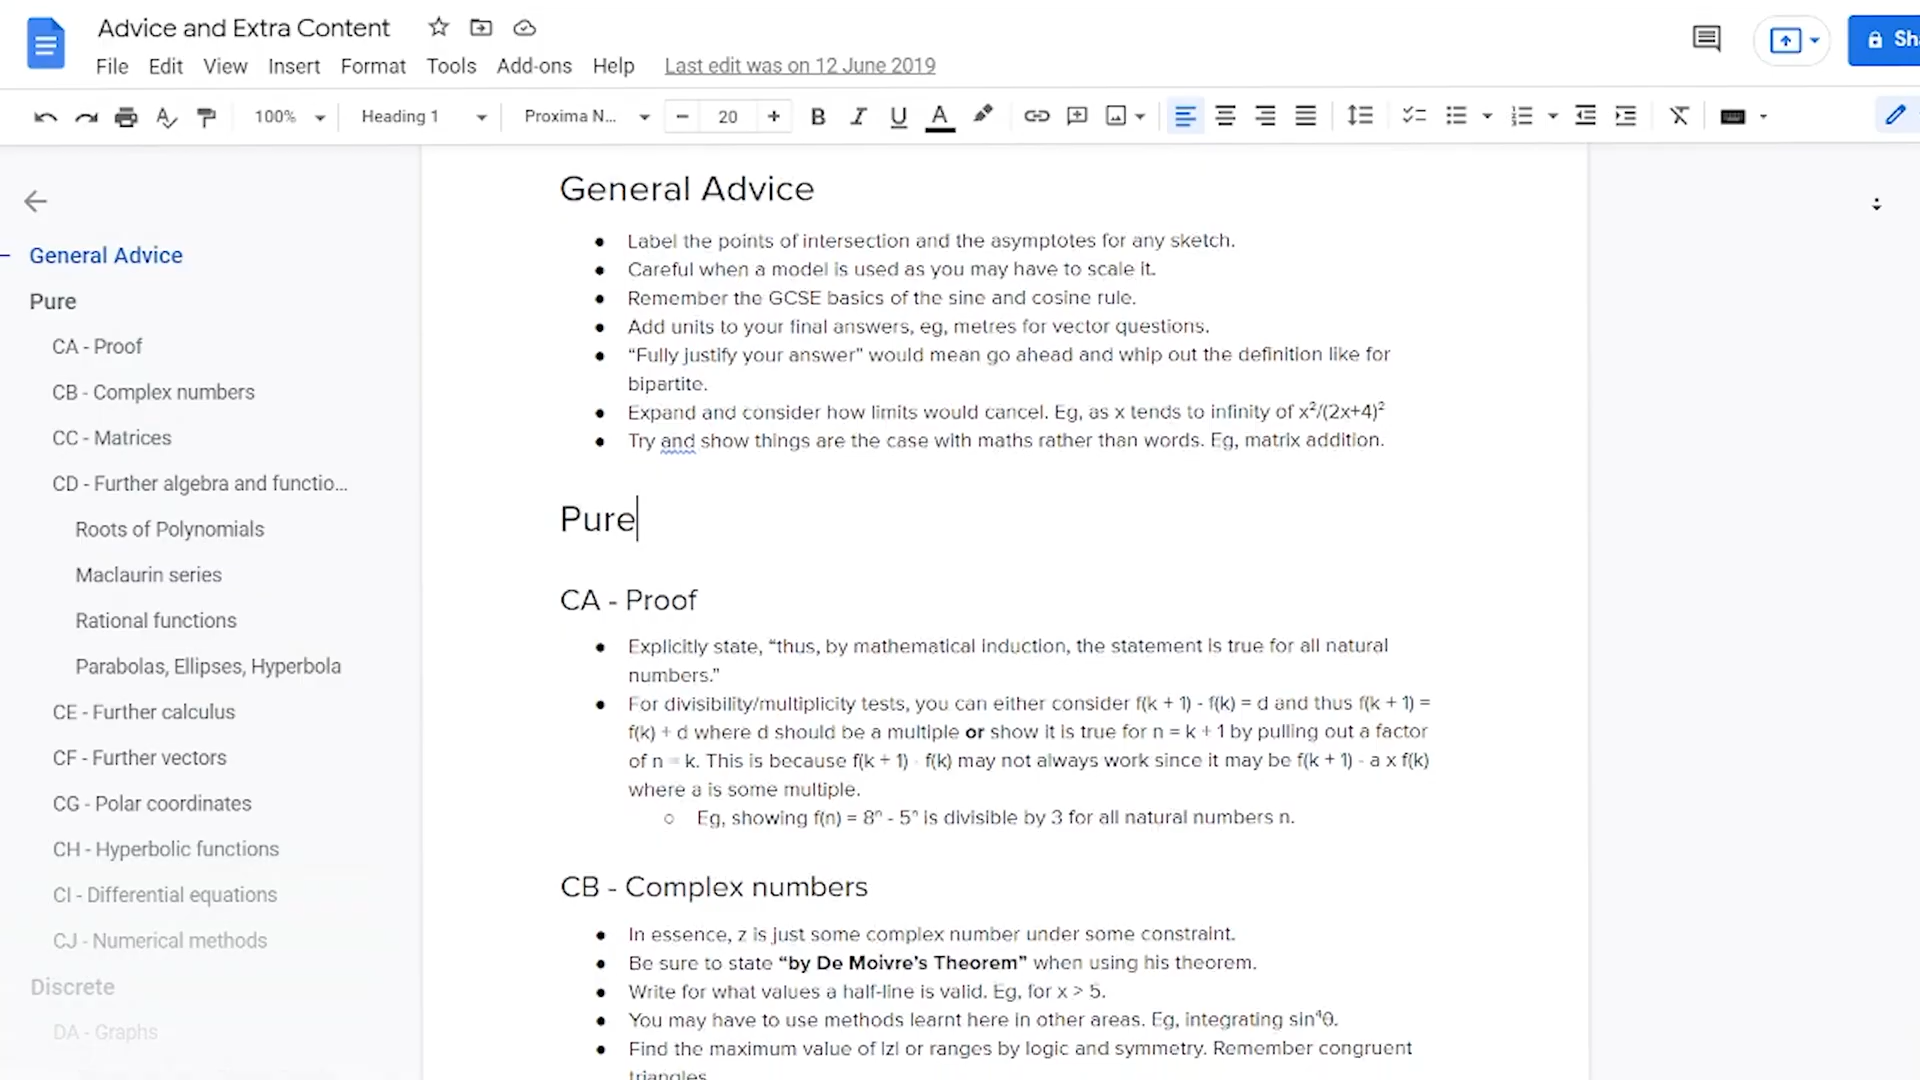 Advice and Extra Content
File Edit View Insert Format Tools Add-ons Help Last edit was on 12 June 2019
100% Heading 1 Proxima N... 20 B I U A
General Advice
Pure
CA - Proof
CB - Complex numbers
CC - Matrices
CD - Further algebra and functio...
Roots of Polynomials
Maclaurin series
Rational functions
Parabolas, Ellipses, Hyperbola
CE - Further calculus
CF - Further vectors
CG - Polar coordinates
CH - Hyperbolic functions
CI - Differential equations
CJ - Numerical methods
Discrete
DA - Graphs
General Advice
● Label the points of intersection and the asymptotes for any sketch.
● Careful when a model is used as you may have to scale it.
● Remember the GCSE basics of the sine and cosine rule.
● Add units to your final answers, eg, metres for vector questions.
● “Fully justify your answer” would mean go ahead and whip out the definition like for
bipartite.
● Expand and consider how limits would cancel. Eg, as x tends to infinity of x²/(2x+4)²
● Try and show things are the case with maths rather than words. Eg, matrix addition.
Pure
CA - Proof
● Explicitly state, “thus, by mathematical induction, the statement is true for all natural
numbers.”
● For divisibility/multiplicity tests, you can either consider f(k + 1) - f(k) = d and thus f(k + 1) =
f(k) + d where d should be a multiple or show it is true for n = k + 1 by pulling out a factor
of n = k. This is because f(k + 1) - f(k) may not always work since it may be f(k + 1) - a x f(k)
where a is some multiple.
○ Eg, showing f(n) = 8ⁿ - 5ⁿ is divisible by 3 for all natural numbers n.
CB - Complex numbers
● In essence, z is just some complex number under some constraint.
● Be sure to state “by De Moivre’s Theorem” when using his theorem.
● Write for what values a half-line is valid. Eg, for x > 5.
● You may have to use methods learnt here in other areas. Eg, integrating sin⁴θ.
● Find the maximum value of |z| or ranges by logic and symmetry. Remember congruent
triangles.